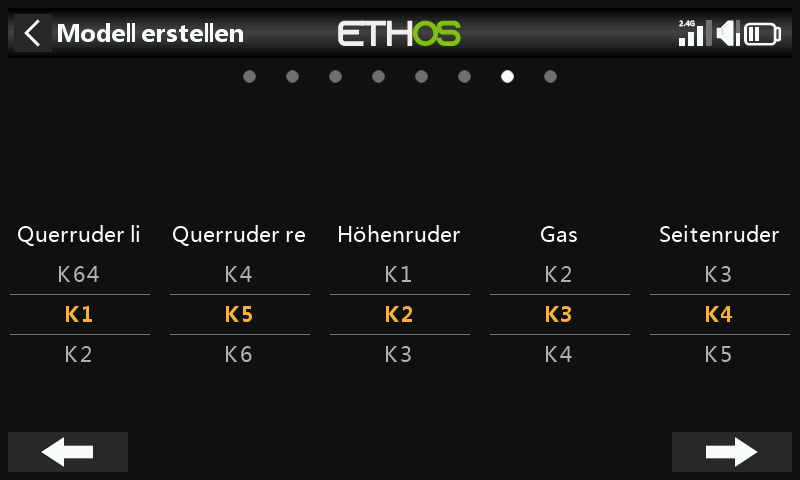 Modell erstellen
ETHOS
2.4G
Querruder li
Querruder re
Höhenruder
Gas
Seitenruder
K64
K4
K1
K2
K3
K1
K5
K2
K3
K4
K2
K6
K3
K4
K5